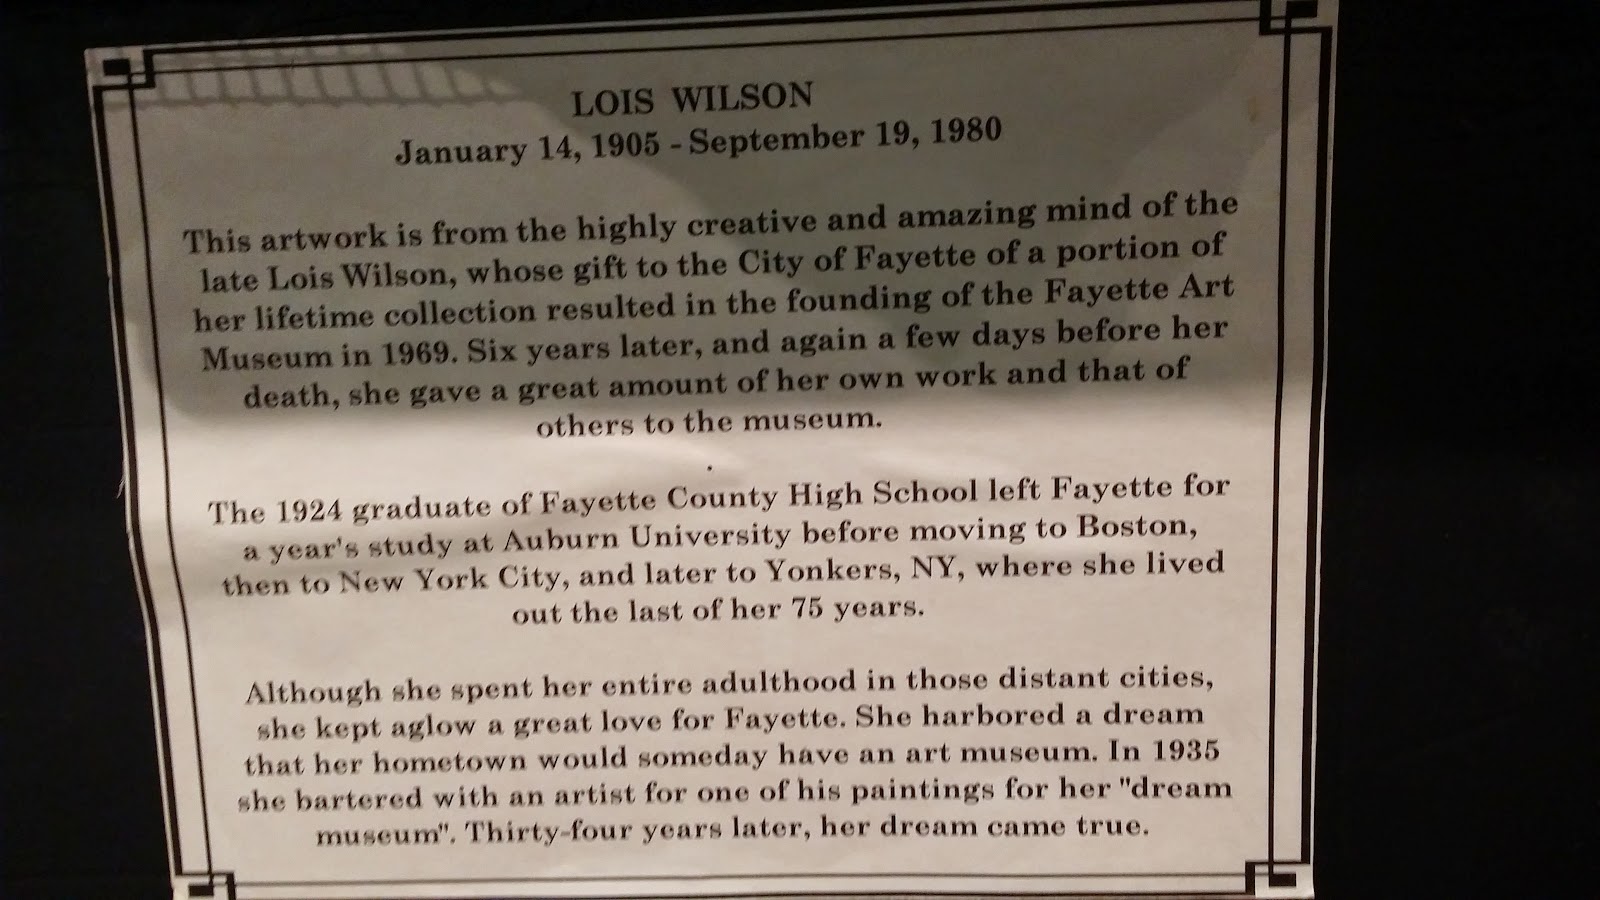 LOIS WILSON
January 14, 1905 - September 19, 1980
This artwork is from the highly creative and amazing mind of the
late Lois Wilson, whose gift to the City of Fayette of a portion of
her lifetime collection resulted in the founding of the Fayette Art
Museum in 1969. Six years later, and again a few days before her
death, she gave a great amount of her own work and that of
others to the museum.
The 1924 graduate of Fayette County High School left Fayette for
a year's study at Auburn University before moving to Boston,
then to New York City, and later to Yonkers, NY, where she lived
out the last of her 75 years.
Although she spent her entire adulthood in those distant cities,
she kept aglow a great love for Fayette. She harbored a dream
that her hometown would someday have an art museum. In 1935
she bartered with an artist for one of his paintings for her "dream
museum". Thirty-four years later, her dream came true.